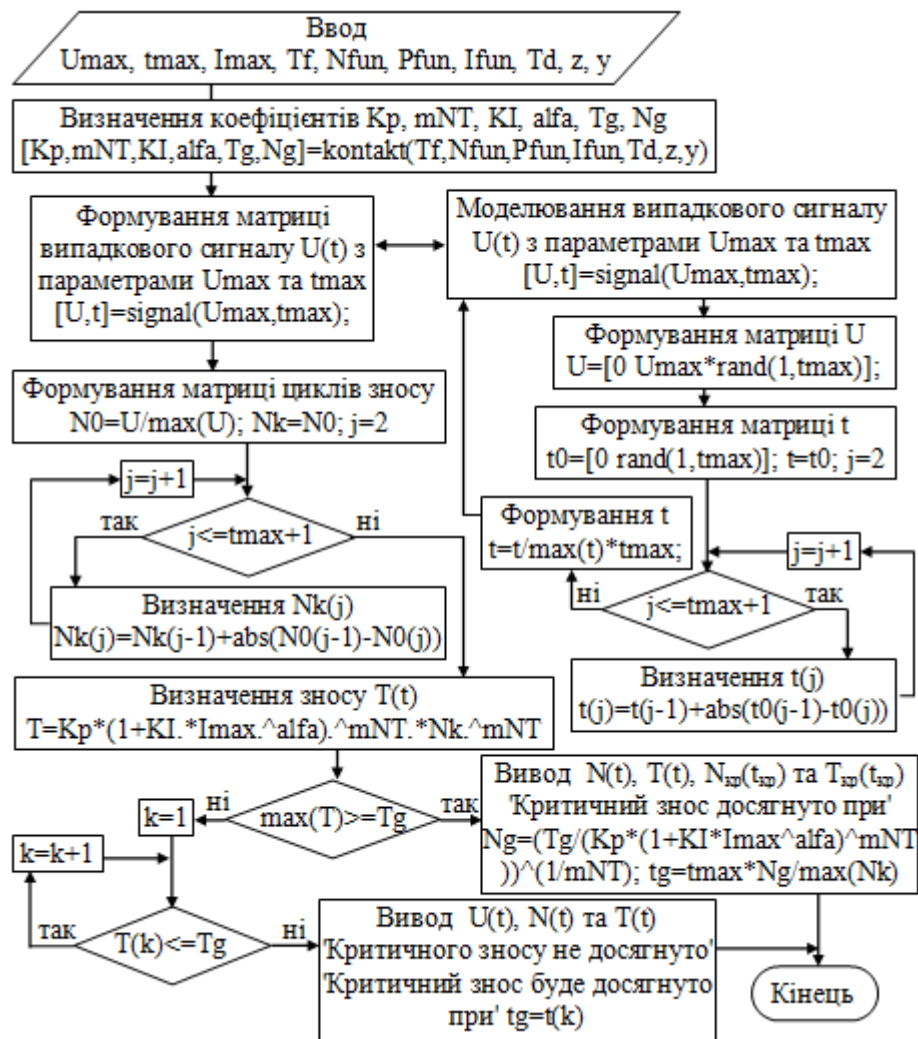 Ввод
Umax, tmax, Imax, Tf, Nfun, Pfun, Ifun, Td, z, y
Визначення коефіцієнтів Kp, mNT, KI, alfa, Tg, Ng
[Kp,mNT,KI,alfa,Tg,Ng]=kontakt(Tf,Nfun,Pfun,Ifun,Td,z,y)
Формування матриці
випадкового сигналу U(t) з
параметрами Umax та tmax
[U,t]=signal(Umax,tmax);
Моделювання випадкового сигналу
U(t) з параметрами Umax та tmax
[U,t]=signal(Umax,tmax);
Формування матриці U
U=[0 Umax*rand(1,tmax)];
Формування матриці t
t0=[0 rand(1,tmax)]; t=t0; j=2
Формування матриці циклів зносу
N0=U/max(U); Nk=N0; j=2
j=j+1
так
j<=tmax+1
ні
Визначення Nk(j)
Nk(j)=Nk(j-1)+abs(N0(j-1)-N0(j))
Формування t
t=t/max(t)*tmax;
j=j+1
ні
j<=tmax+1
так
Визначення t(j)
t(j)=t(j-1)+abs(t0(j-1)-t0(j))
Визначення зносу T(t)
T=Kp*(1+KI.*Imax.^alfa).^mNT.*Nk.^mNT
ні
max(T)>=Tg
так
Вивод N(t), T(t), Nкр(tкр) та Tкр(tкр)
'Критичний знос досягнуто при'
Ng=(Tg/(Kp*(1+KI*Imax^alfa)^mNT
))^(1/mNT); tg=tmax*Ng/max(Nk)
k=1
k=k+1
так
T(k)<=Tg
ні
Вивод U(t), N(t) та T(t)
'Критичного зносу не досягнуто'
'Критичний знос буде досягнуто
при' tg=t(k)
Кінець